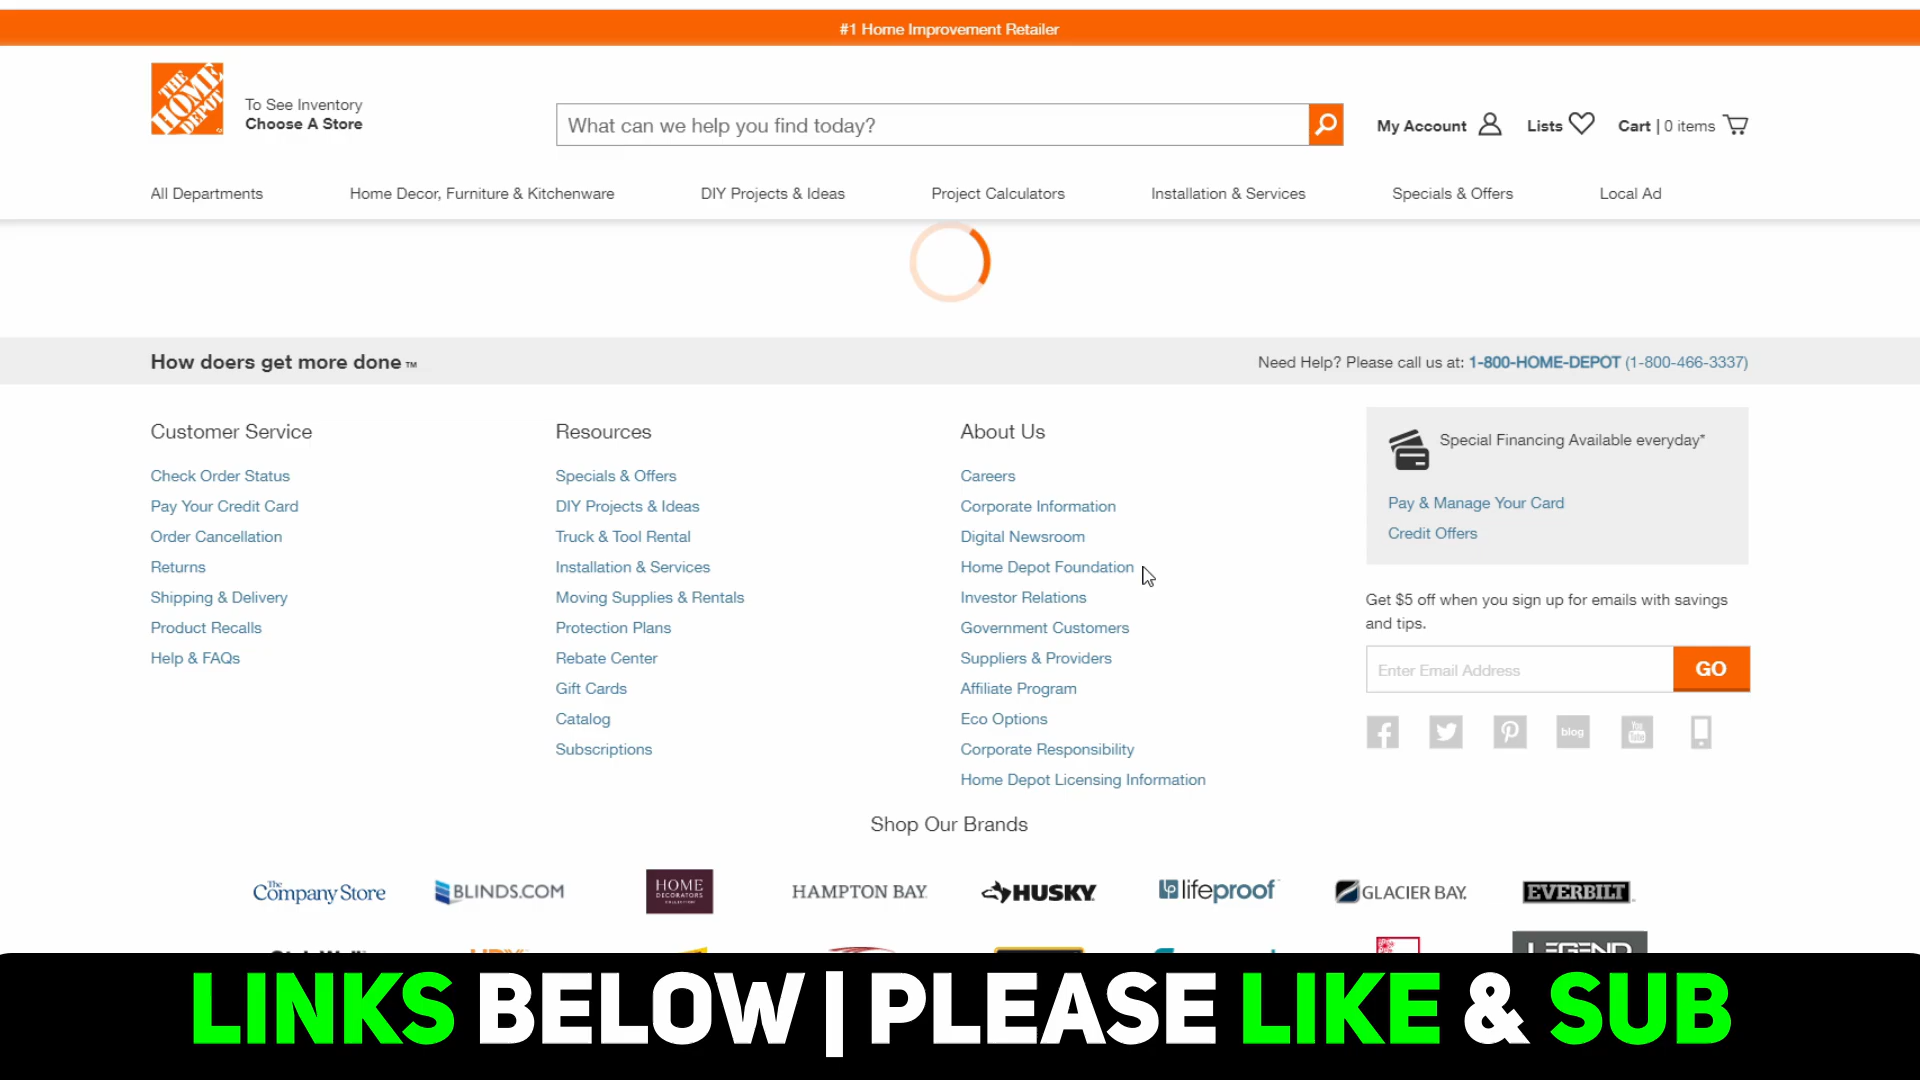 #1 Home Improvement Retailer
THE HOME DEPOT
To See Inventory
Choose A Store
What can we help you find today?
My Account
Lists
Cart | 0 items
All Departments
Home Decor, Furniture & Kitchenware
DIY Projects & Ideas
Project Calculators
Installation & Services
Specials & Offers
Local Ad
How doers get more done ™
Need Help? Please call us at: 1-800-HOME-DEPOT (1-800-466-3337)
Customer Service
Check Order Status
Pay Your Credit Card
Order Cancellation
Returns
Shipping & Delivery
Product Recalls
Help & FAQs
Resources
Specials & Offers
DIY Projects & Ideas
Truck & Tool Rental
Installation & Services
Moving Supplies & Rentals
Protection Plans
Rebate Center
Gift Cards
Catalog
Subscriptions
About Us
Careers
Corporate Information
Digital Newsroom
Home Depot Foundation
Investor Relations
Government Customers
Suppliers & Providers
Affiliate Program
Eco Options
Corporate Responsibility
Home Depot Licensing Information
Special Financing Available everyday*
Pay & Manage Your Card
Credit Offers
Get $5 off when you sign up for emails with savings
and tips.
Enter Email Address
GO
blog
You Tube
Shop Our Brands
The Company Store
BLINDS.COM
HOME DECORATORS COLLECTION
HAMPTON BAY
HUSKY
lifeproof
GLACIER BAY
EVERBILT
LEGEND
LINKS BELOW | PLEASE LIKE & SUB